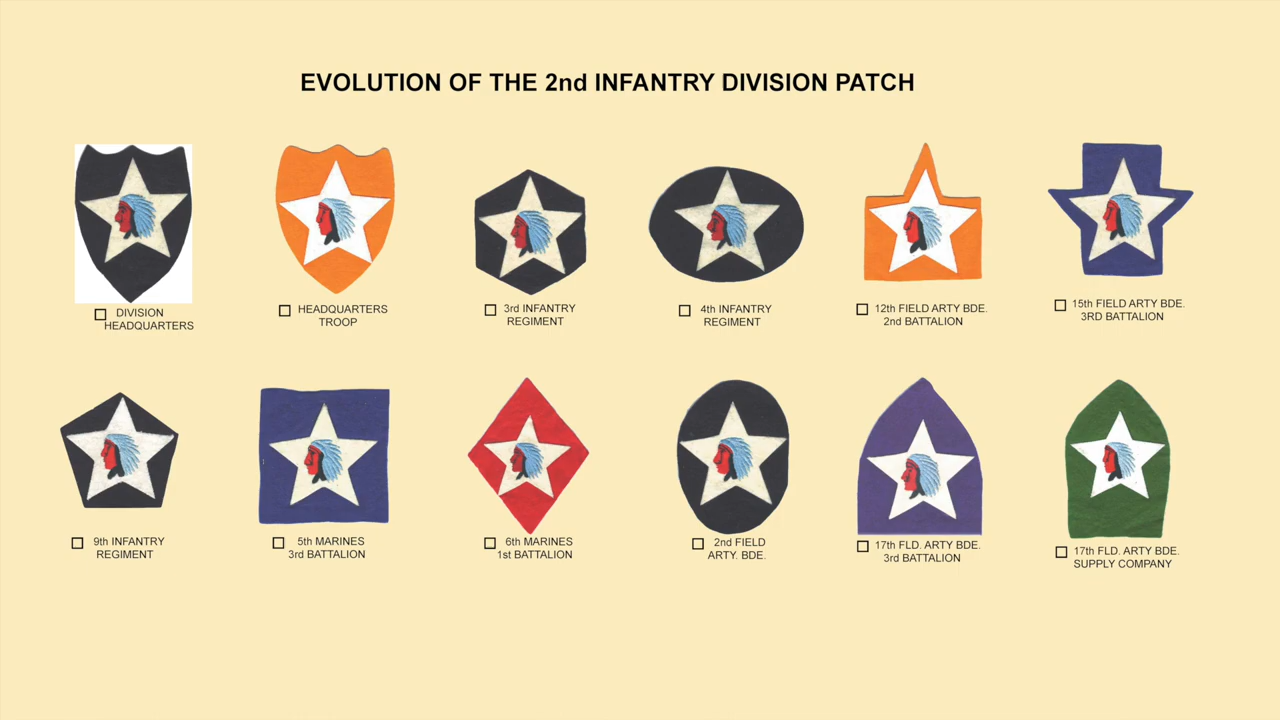 EVOLUTION OF THE 2nd INFANTRY DIVISION PATCH
DIVISION
HEADQUARTERS
HEADQUARTERS
TROOP
3rd INFANTRY
REGIMENT
4th INFANTRY
REGIMENT
12th FIELD ARTY BDE.
2nd BATTALION
15th FIELD ARTY BDE.
3RD BATTALION
9th INFANTRY
REGIMENT
5th MARINES
3rd BATTALION
6th MARINES
1st BATTALION
2nd FIELD
ARTY. BDE.
17th FLD. ARTY BDE.
3rd BATTALION
17th FLD. ARTY BDE.
SUPPLY COMPANY